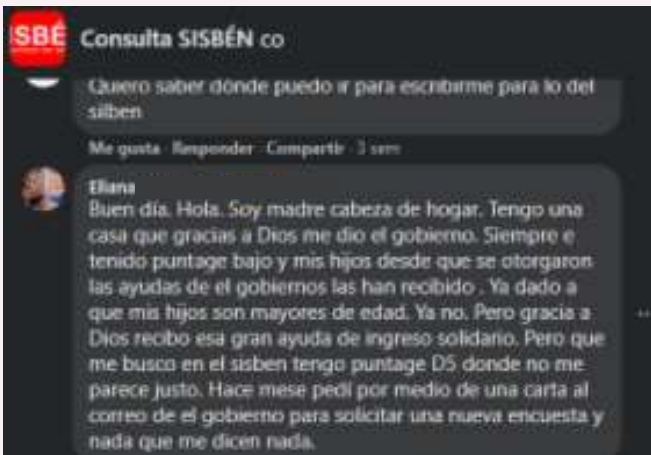 SBÉ
Consulta SISBÉN co
Quiero saber dónde puedo ir para escribirme para lo del
silben
Me gusta Responder Compartir 3 sem
Eliana
Buen día. Hola. Soy madre cabeza de hogar. Tengo una
casa que gracias a Dios me dio el gobierno. Siempre e
tenido puntage bajo y mis hijos desde que se otorgaron
las ayudas de el gobiernos las han recibido . Ya dado a
que mis hijos son mayores de edad. Ya no. Pero gracia a
Dios recibo esa gran ayuda de ingreso solidario. Pero que
me busco en el sisben tengo puntage D5 donde no me
parece justo. Hace mese pedí por medio de una carta al
correo de el gobierno para solicitar una nueva encuesta y
nada que me dicen nada.